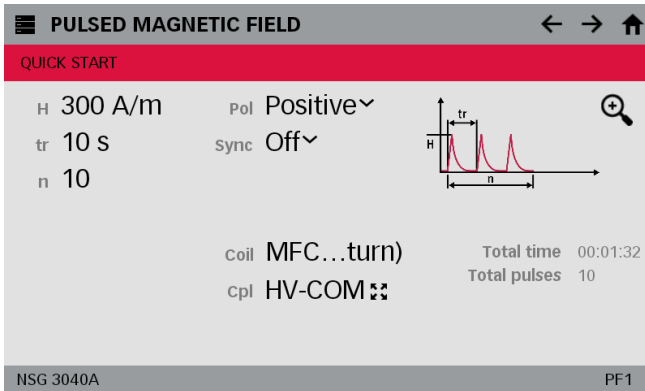 PULSED MAGNETIC FIELD
QUICK START
H 300 A/m
tr 10 s
n 10
Pol Positive
Sync Off
tr
H
n
Coil MFC...turn)
Cpl HV-COM
Total time 00:01:32
Total pulses 10
NSG 3040A
PF1